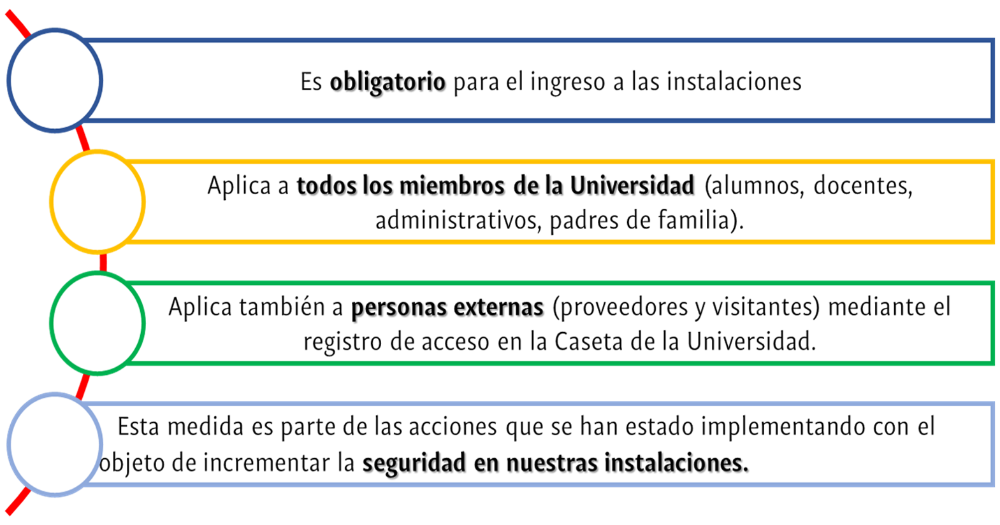 Es obligatorio para el ingreso a las instalaciones
Aplica a todos los miembros de la Universidad (alumnos, docentes,
administrativos, padres de familia).
Aplica también a personas externas (proveedores y visitantes) mediante el
registro de acceso en la Caseta de la Universidad.
Esta medida es parte de las acciones que se han estado implementando con el
objeto de incrementar la seguridad en nuestras instalaciones.